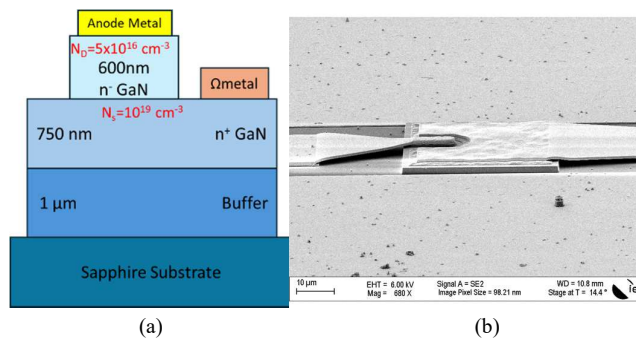 Anode Metal
N_D=5x10^16 cm^-3
600nm
n^- GaN
Ωmetal
N_s=10^19 cm^-3
750 nm n^+ GaN
1 μm Buffer
Sapphire Substrate
10 μm
EHT = 6.00 kV Signal A = SE2 WD = 10.8 mm
Mag = 680 X Image Pixel Size = 98.21 nm Stage at T = 14.4 °
(a) (b)